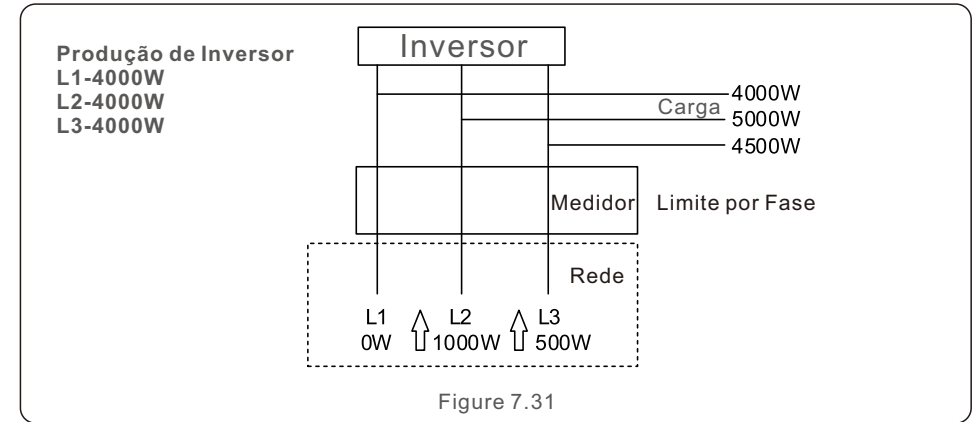 Produção de Inversor
L1-4000W
L2-4000W
L3-4000W
Inversor
4000W
Carga
5000W
4500W
Medidor
Limite por Fase
Rede
L1
L2
L3
0W
1000W
500W
Figure 7.31